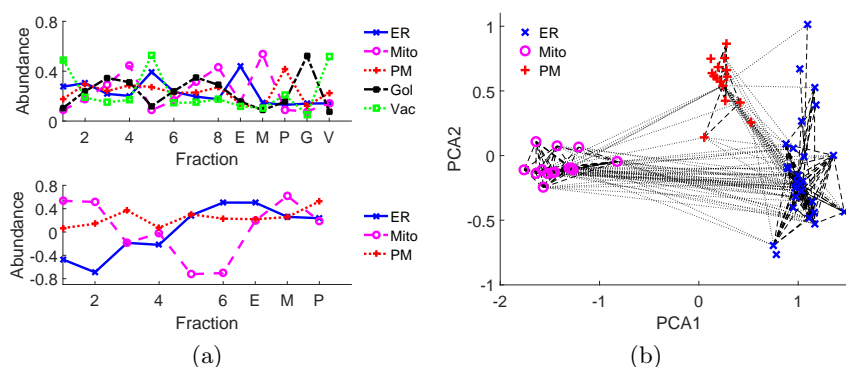 0.8
0.4
0
Abundance
2 4 6 8 E M P G V
Fraction
ER
Mito
PM
Gol
Vac
0.8
0.4
0
-0.4
-0.8
Abundance
2 4 6 E M P
Fraction
ER
Mito
PM
(a)
1
0.5
0
-0.5
-1
PCA2
-2 -1 0 1
PCA1
ER
Mito
PM
(b)